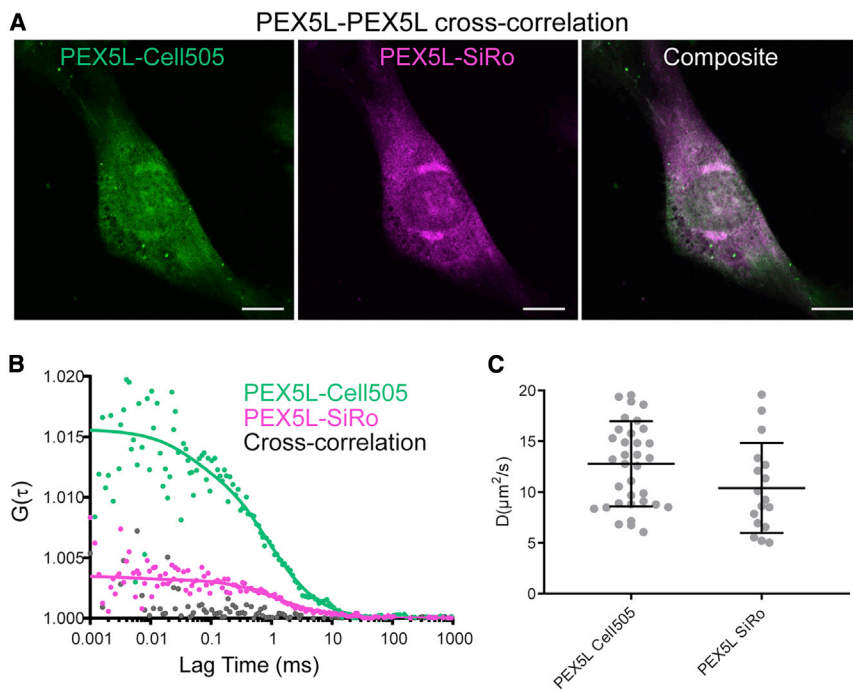 A
PEX5L-PEX5L cross-correlation
PEX5L-Cell505
PEX5L-SiRo
Composite
B
1.020
1.015
1.010
1.005
1.000
G(τ)
PEX5L-Cell505
PEX5L-SiRo
Cross-correlation
0.001
0.01
0.1
1
10
100
1000
Lag Time (ms)
C
20
15
10
5
0
D(μm²/s)
PEX5L Cell505
PEX5L SiRo